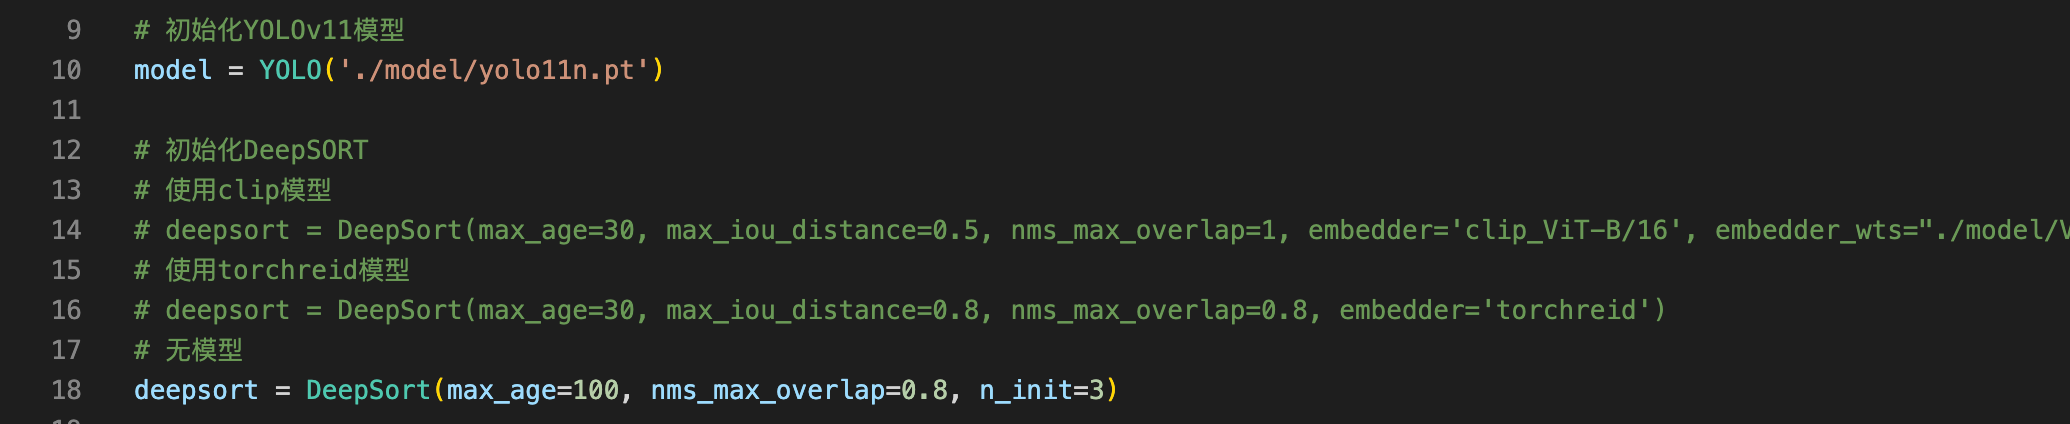 9 # 初始化YOLOv11模型
10 model = YOLO('./model/yolo11n.pt')
11
12 # 初始化DeepSORT
13 # 使用clip模型
14 # deepsort = DeepSort(max_age=30, max_iou_distance=0.5, nms_max_overlap=1, embedder='clip_ViT-B/16', embedder_wts="./model/V
15 # 使用torchreid模型
16 # deepsort = DeepSort(max_age=30, max_iou_distance=0.8, nms_max_overlap=0.8, embedder='torchreid')
17 # 无模型
18 deepsort = DeepSort(max_age=100, nms_max_overlap=0.8, n_init=3)